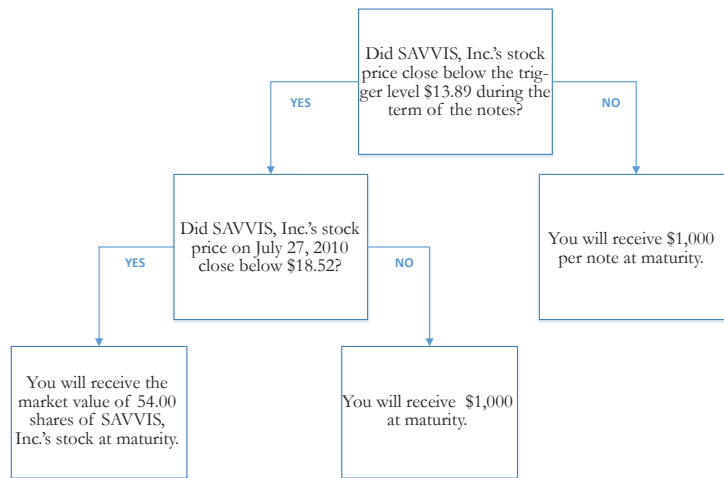 Did SAVVIS, Inc.'s stock
price close below the trig-
ger level $13.89 during the
term of the notes?
YES
NO
Did SAVVIS, Inc.'s stock
price on July 27, 2010
close below $18.52?
You will receive $1,000
per note at maturity.
YES
NO
You will receive the
market value of 54.00
shares of SAVVIS,
Inc.'s stock at maturity.
You will receive $1,000
at maturity.